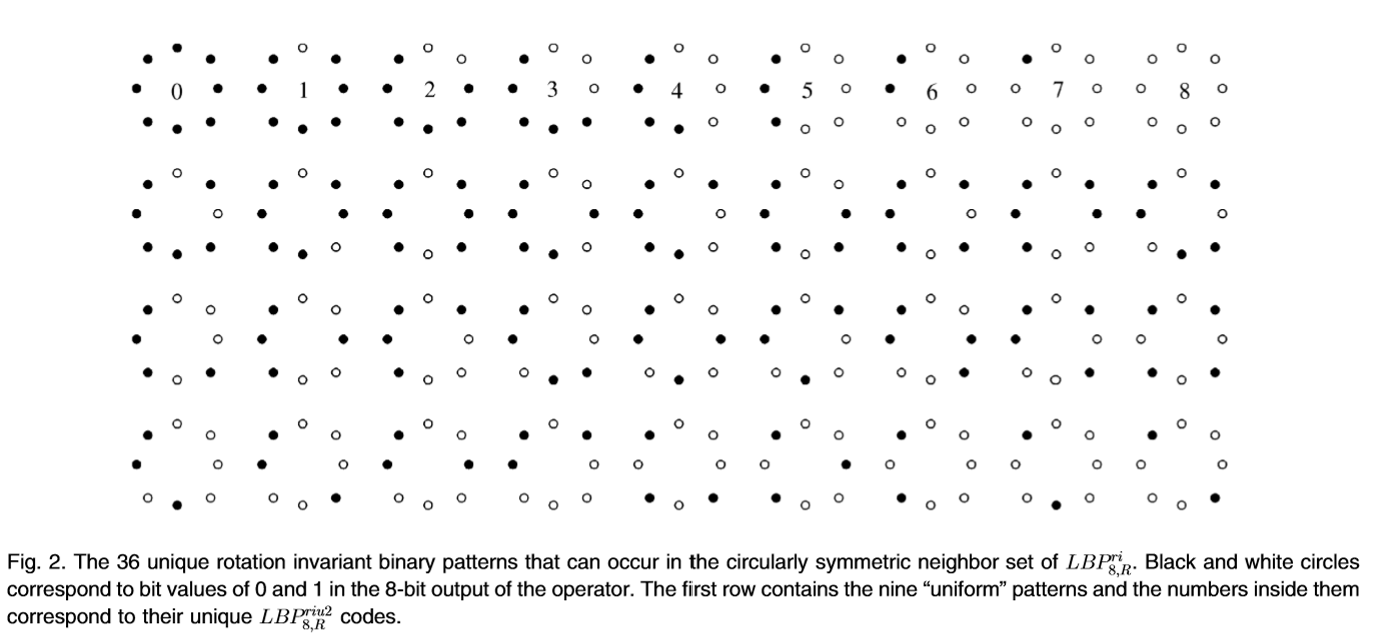 0 1 2 3 4 5 6 7 8
Fig. 2. The 36 unique rotation invariant binary patterns that can occur in the circularly symmetric neighbor set of LBP^{ri}_{8,R}. Black and white circles
correspond to bit values of 0 and 1 in the 8-bit output of the operator. The first row contains the nine “uniform” patterns and the numbers inside them
correspond to their unique LBP^{riu2}_{8,R} codes.